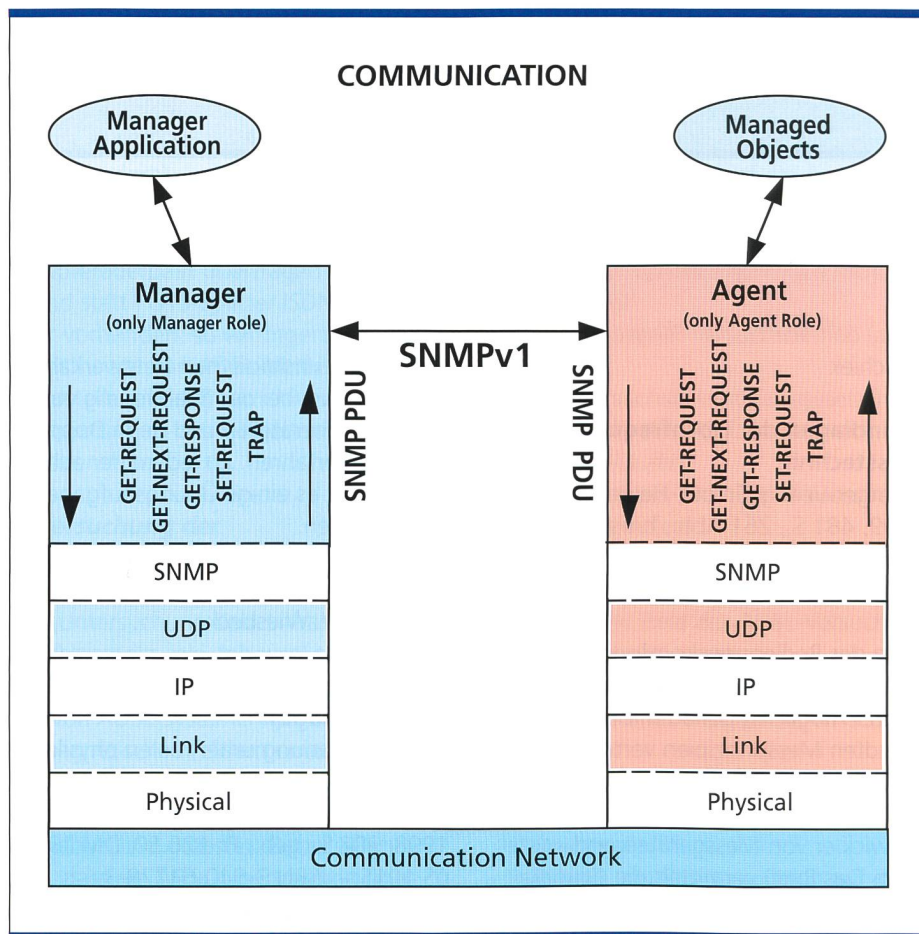 COMMUNICATION
Manager
Application
Managed
Objects
Manager
(only Manager Role)
GET-REQUEST
GET-NEXT-REQUEST
GET-RESPONSE
SET-REQUEST
TRAP
SNMP PDU
SNMPv1
SNMP PDU
Agent
(only Agent Role)
GET-REQUEST
GET-NEXT-REQUEST
GET-RESPONSE
SET-REQUEST
TRAP
SNMP
UDP
IP
Link
Physical
SNMP
UDP
IP
Link
Physical
Communication Network